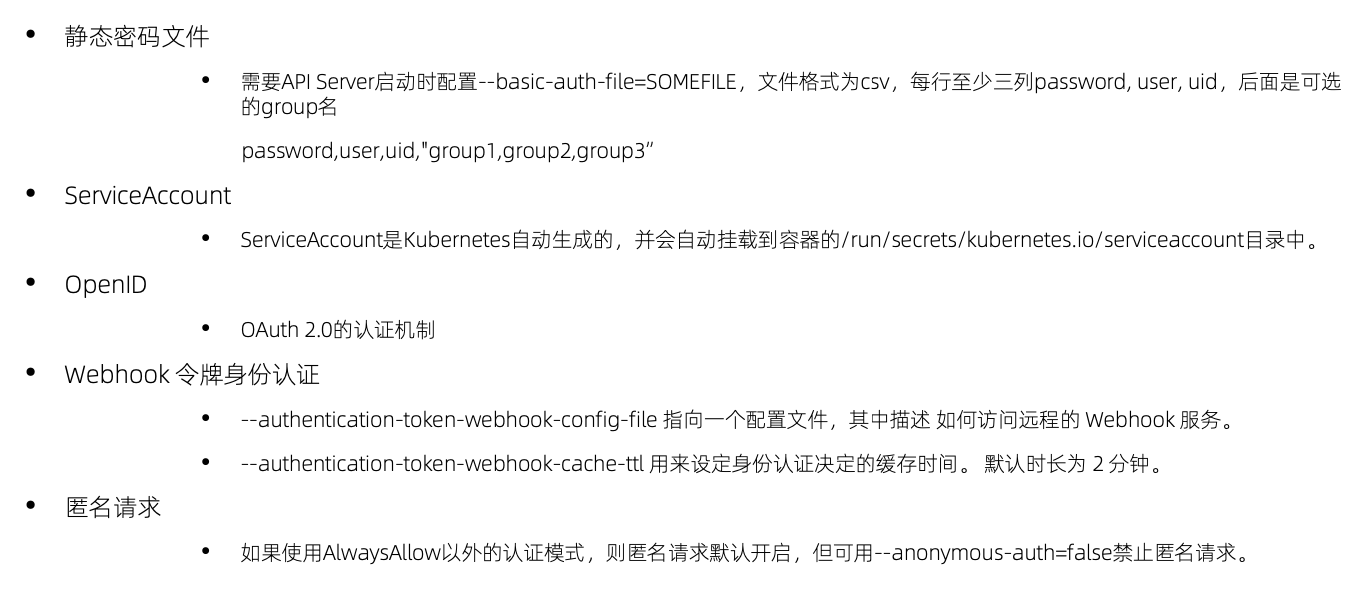 • 静态密码文件
• 需要API Server启动时配置--basic-auth-file=SOMEFILE，文件格式为csv，每行至少三列password, user, uid，后面是可选
的group名
password,user,uid,"group1,group2,group3”
• ServiceAccount
• ServiceAccount是Kubernetes自动生成的，并会自动挂载到容器的/run/secrets/kubernetes.io/serviceaccount目录中。
• OpenID
• OAuth 2.0的认证机制
• Webhook 令牌身份认证
• --authentication-token-webhook-config-file 指向一个配置文件，其中描述 如何访问远程的 Webhook 服务。
• --authentication-token-webhook-cache-ttl 用来设定身份认证决定的缓存时间。 默认时长为 2 分钟。
• 匿名请求
• 如果使用AlwaysAllow以外的认证模式，则匿名请求默认开启，但可用--anonymous-auth=false禁止匿名请求。